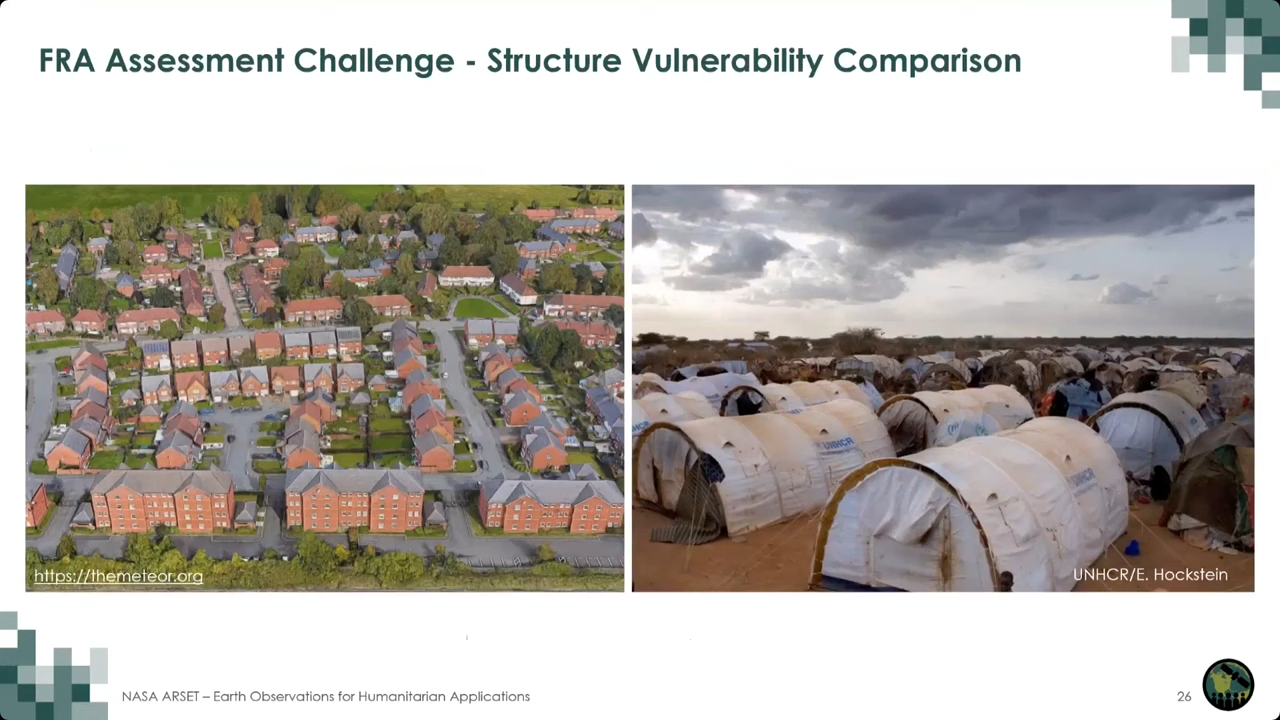 FRA Assessment Challenge - Structure Vulnerability Comparison
https://themeteor.org
UNHCR
UNHCR/E. Hockstein
NASA ARSET – Earth Observations for Humanitarian Applications
26